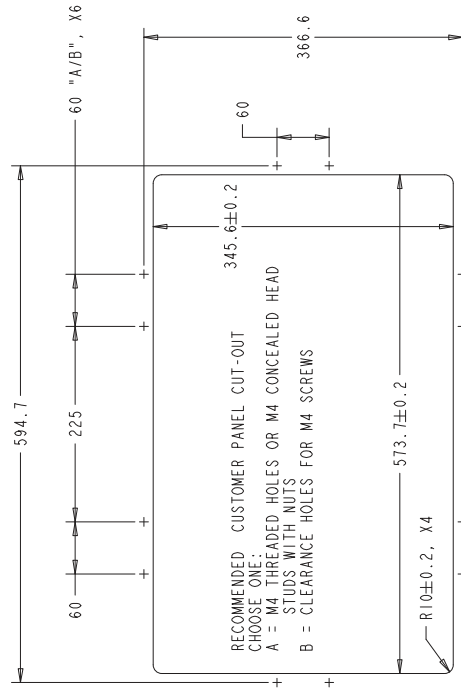 594.7
60
225
60 "A/B", X6
366.6
60
345.6±0.2
RECOMMENDED CUSTOMER PANEL CUT-OUT
CHOOSE ONE:
A = M4 THREADED HOLES OR M4 CONCEALED HEAD
STUDS WITH NUTS
B = CLEARANCE HOLES FOR M4 SCREWS
573.7±0.2
R10±0.2, X4